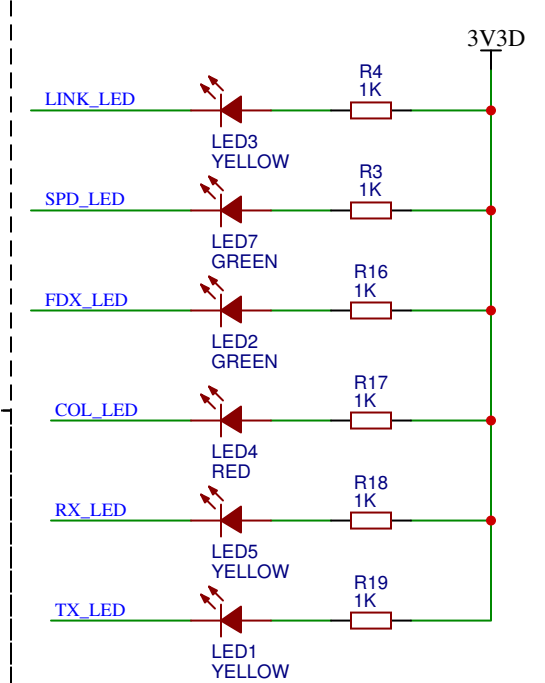 3V3D
R4
1K
LINK_LED
LED3
YELLOW
R3
1K
SPD_LED
LED7
GREEN
R16
1K
FDX_LED
LED2
GREEN
R17
1K
COL_LED
LED4
RED
R18
1K
RX_LED
LED5
YELLOW
R19
1K
TX_LED
LED1
YELLOW